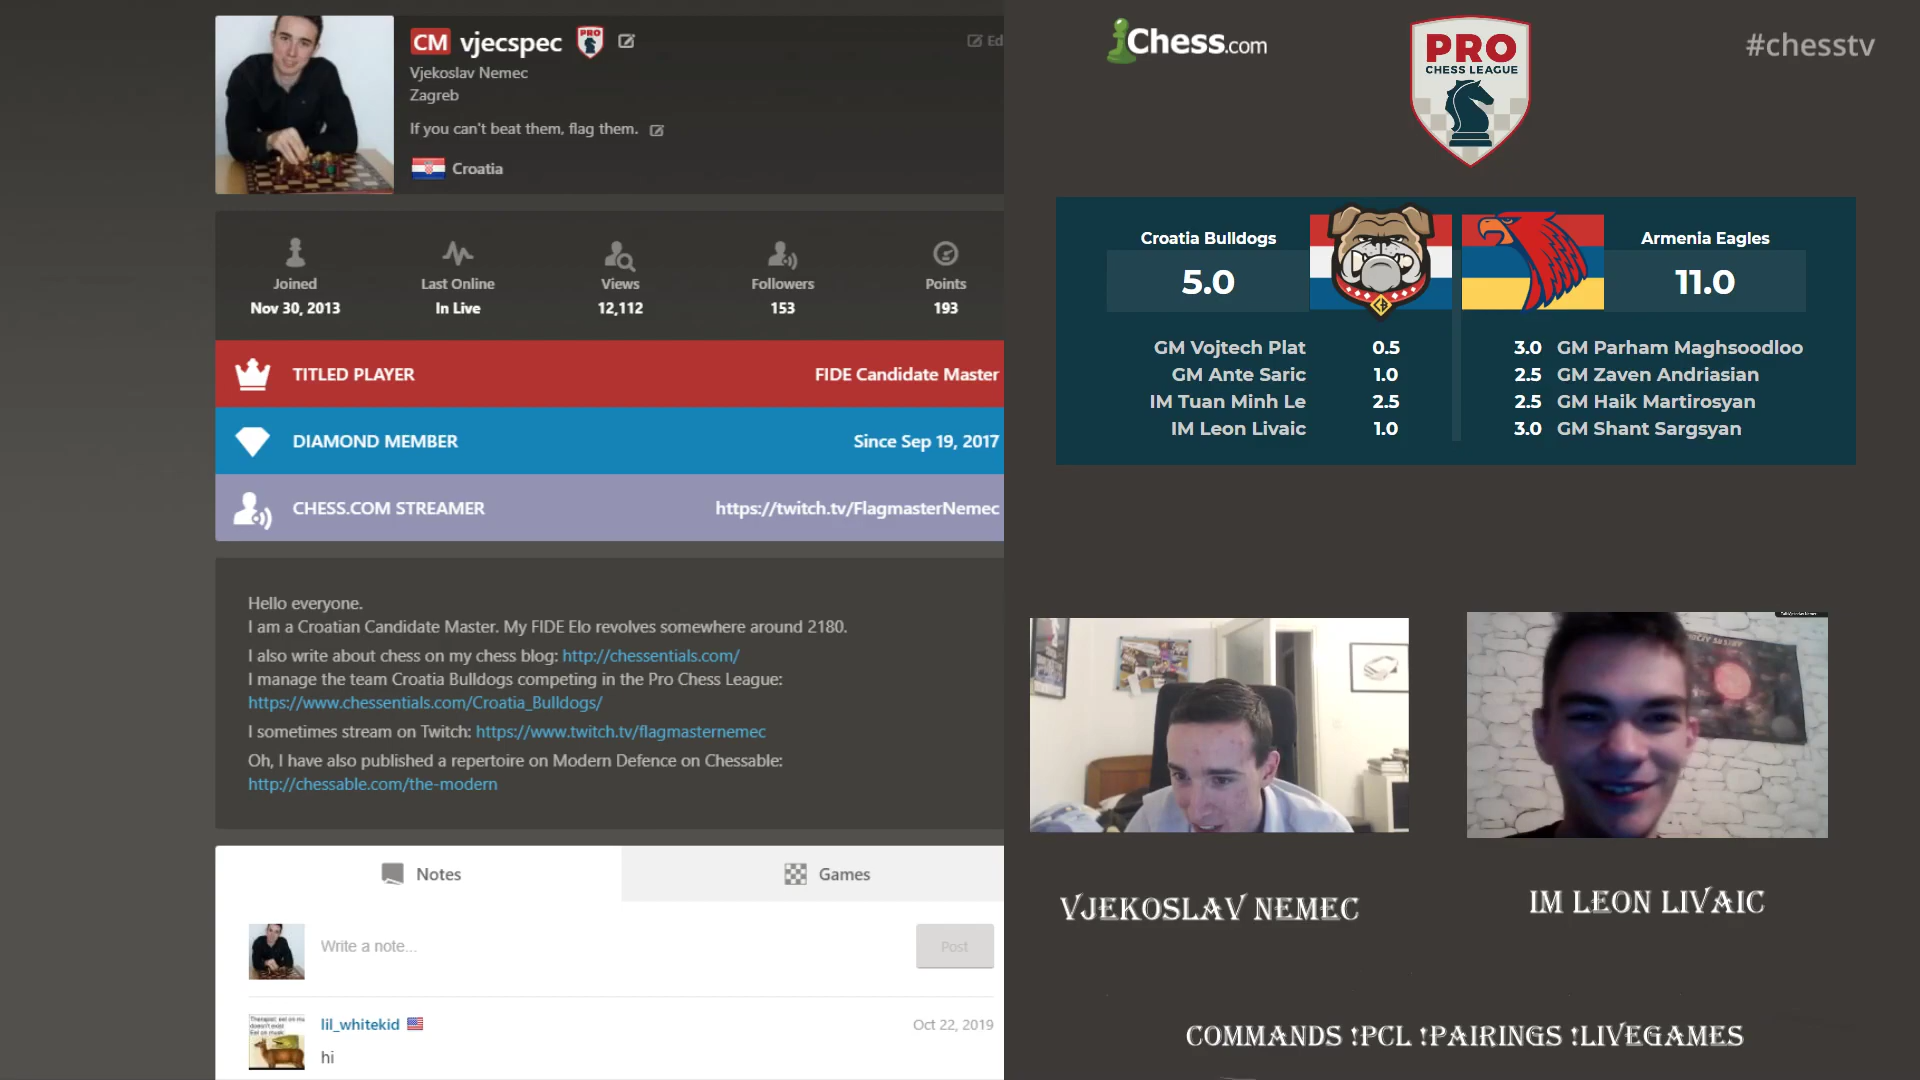 CM vjecspec PRO
Ed
Vjekoslav Nemec
Zagreb
If you can't beat them, flag them.
Croatia
Joined
Nov 30, 2013
Last Online
In Live
Views
12,112
Followers
153
Points
193
TITLED PLAYER FIDE Candidate Master
DIAMOND MEMBER Since Sep 19, 2017
CHESS.COM STREAMER https://twitch.tv/FlagmasterNemec
Hello everyone.
I am a Croatian Candidate Master. My FIDE Elo revolves somewhere around 2180.
I also write about chess on my chess blog: http://chessentials.com/
I manage the team Croatia Bulldogs competing in the Pro Chess League:
https://www.chessentials.com/Croatia_Bulldogs/
I sometimes stream on Twitch: https://www.twitch.tv/flagmasternemec
Oh, I have also published a repertoire on Modern Defence on Chessable:
http://chessable.com/the-modern
Notes Games
Write a note...
Post
lil_whitekid Oct 22, 2019
hi
Chess.com
PRO
CHESS LEAGUE
#chesstv
Croatia Bulldogs Armenia Eagles
5.0 11.0
GM Vojtech Plat 0.5 3.0 GM Parham Maghsoodloo
GM Ante Saric 1.0 2.5 GM Zaven Andriasian
IM Tuan Minh Le 2.5 2.5 GM Haik Martirosyan
IM Leon Livaic 1.0 3.0 GM Shant Sargsyan
VJEKOSLAV NEMEC IM LEON LIVAIC
COMMANDS !PCL !PAIRINGS !LIVEGAMES